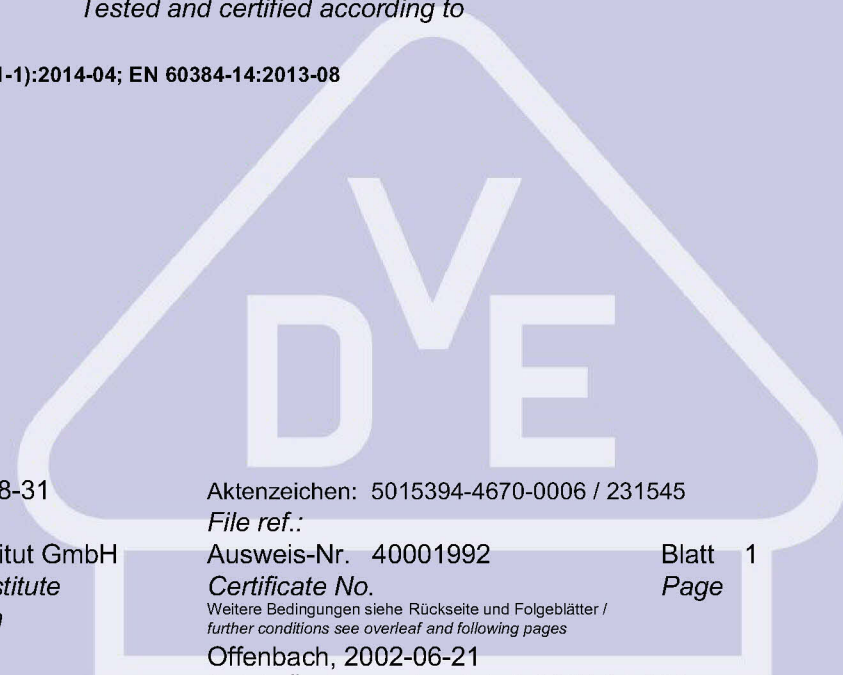 Tested and certified according to
1-1):2014-04; EN 60384-14:2013-08
DVE
8-31
Aktenzeichen: 5015394-4670-0006 / 231545
File ref.:
itut GmbH Ausweis-Nr. 40001992 Blatt 1
stitute Certificate No. Page
Weitere Bedingungen siehe Rückseite und Folgeblätter /
further conditions see overleaf and following pages
Offenbach, 2002-06-21